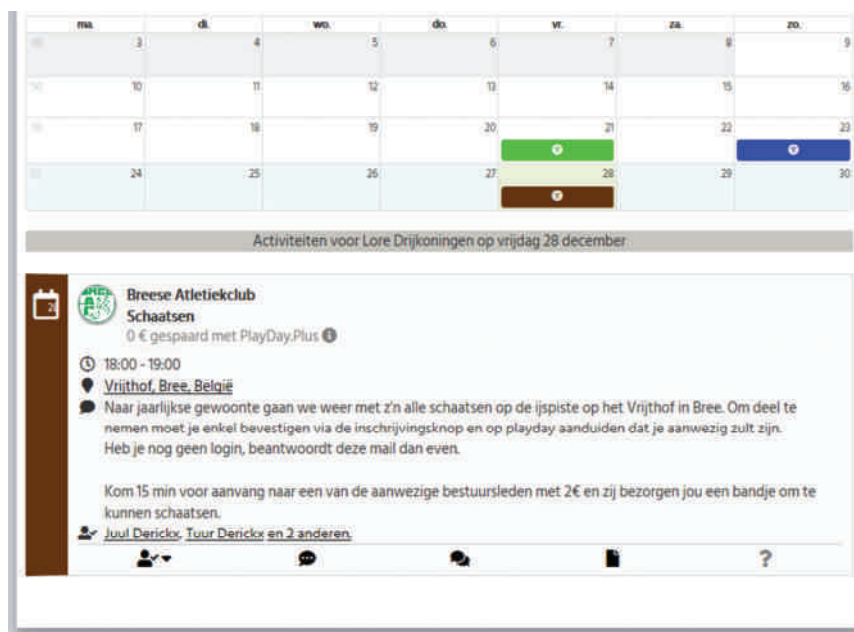 ma. di. wo. do. vr. za. zo.
3 4 5 6 7 8 9
10 11 12 13 14 15 16
17 18 19 20 21 22 23
24 25 26 27 28 29 30
Activiteiten voor Lore Drijkoningen op vrijdag 28 december
Breese Atletiekclub
Schaatsen
0 € gespaard met PlayDay.Plus
18:00 - 19:00
Vrijthof, Bree, België
Naar jaarlijkse gewoonte gaan we weer met z'n alle schaatsen op de ijspiste op het Vrijthof in Bree. Om deel te
nemen moet je enkel bevestigen via de inschrijvingsknop en op playday aanduiden dat je aanwezig zult zijn.
Heb je nog geen login, beantwoordt deze mail dan even.
Kom 15 min voor aanvang naar een van de aanwezige bestuursleden met 2€ en zij bezorgen jou een bandje om te
kunnen schaatsen.
Juul Derickx, Tuur Derickx en 2 anderen.
?